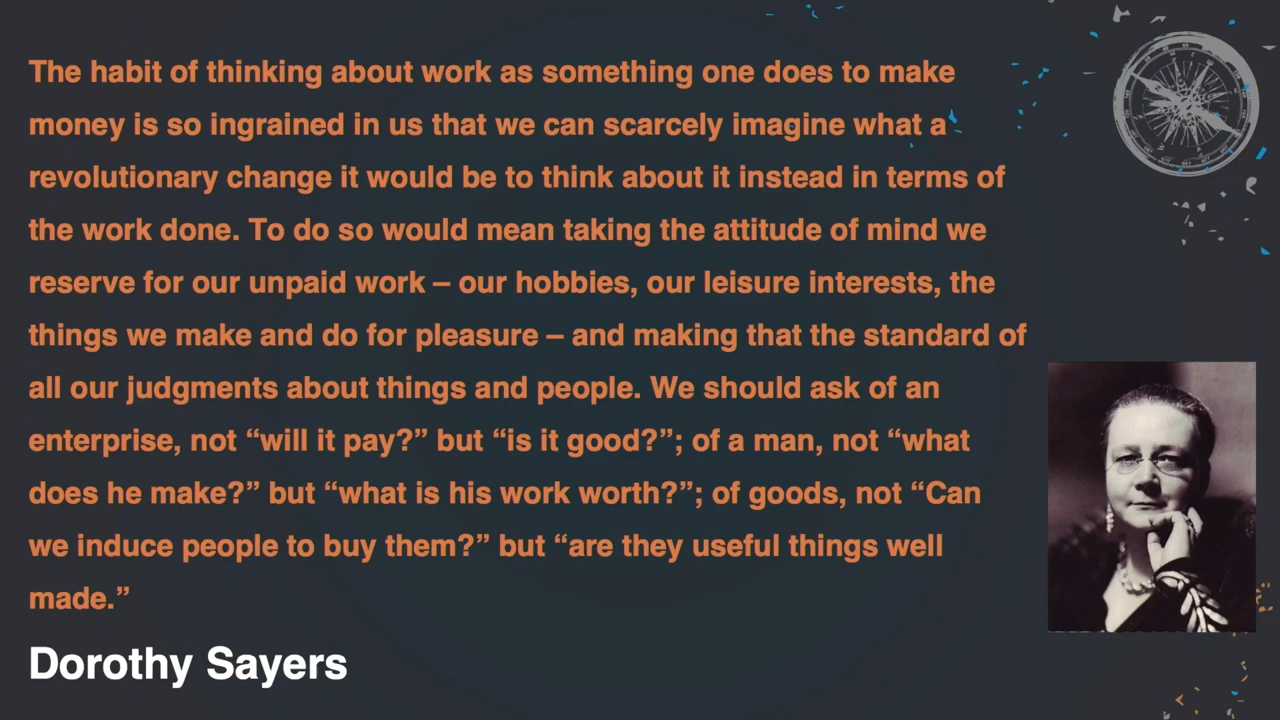 The habit of thinking about work as something one does to make
money is so ingrained in us that we can scarcely imagine what a
revolutionary change it would be to think about it instead in terms of
the work done. To do so would mean taking the attitude of mind we
reserve for our unpaid work – our hobbies, our leisure interests, the
things we make and do for pleasure – and making that the standard of
all our judgments about things and people. We should ask of an
enterprise, not “will it pay?” but “is it good?”; of a man, not “what
does he make?” but “what is his work worth?”; of goods, not “Can
we induce people to buy them?” but “are they useful things well
made.”
Dorothy Sayers